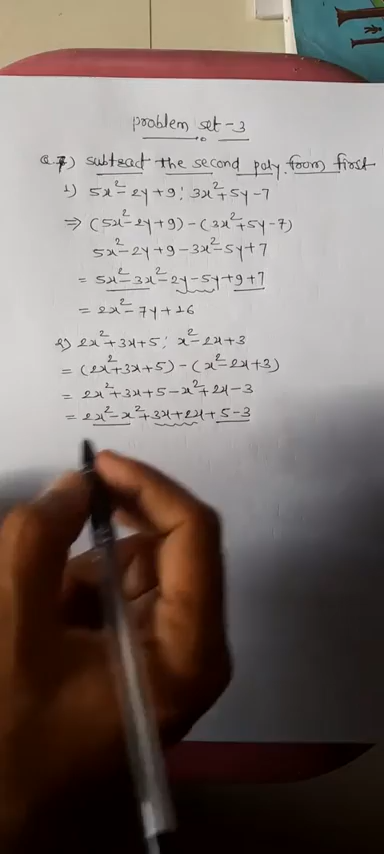 problem set - 3
Q.7) subtract the second poly. from first
1) 5x² - 2y + 9 ; 3x² + 5y - 7
⇒ (5x² - 2y + 9) - (3x² + 5y - 7)
5x² - 2y + 9 - 3x² - 5y + 7
= 5x² - 3x² - 2y - 5y + 9 + 7
= 2x² - 7y + 16
2) 2x² + 3x + 5 ; x² - 2x + 3
= (2x² + 3x + 5) - (x² - 2x + 3)
= 2x² + 3x + 5 - x² + 2x - 3
= 2x² - x² + 3x + 2x + 5 - 3